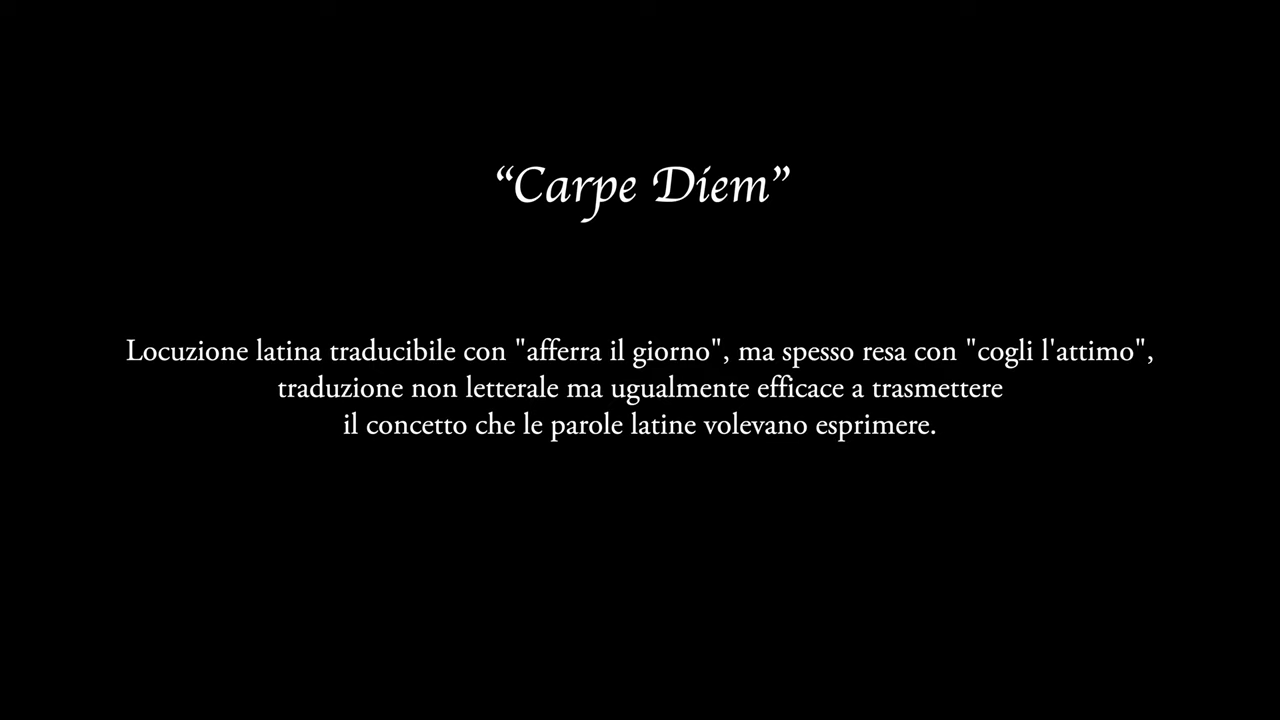 “Carpe Diem”
Locuzione latina traducibile con "afferra il giorno", ma spesso resa con "cogli l'attimo",
traduzione non letterale ma ugualmente efficace a trasmettere
il concetto che le parole latine volevano esprimere.